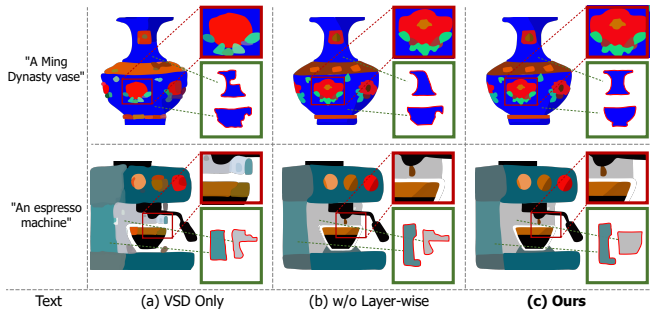 "A Ming
Dynasty vase"
"An espresso
machine"
Text
(a) VSD Only
(b) w/o Layer-wise
(c) Ours